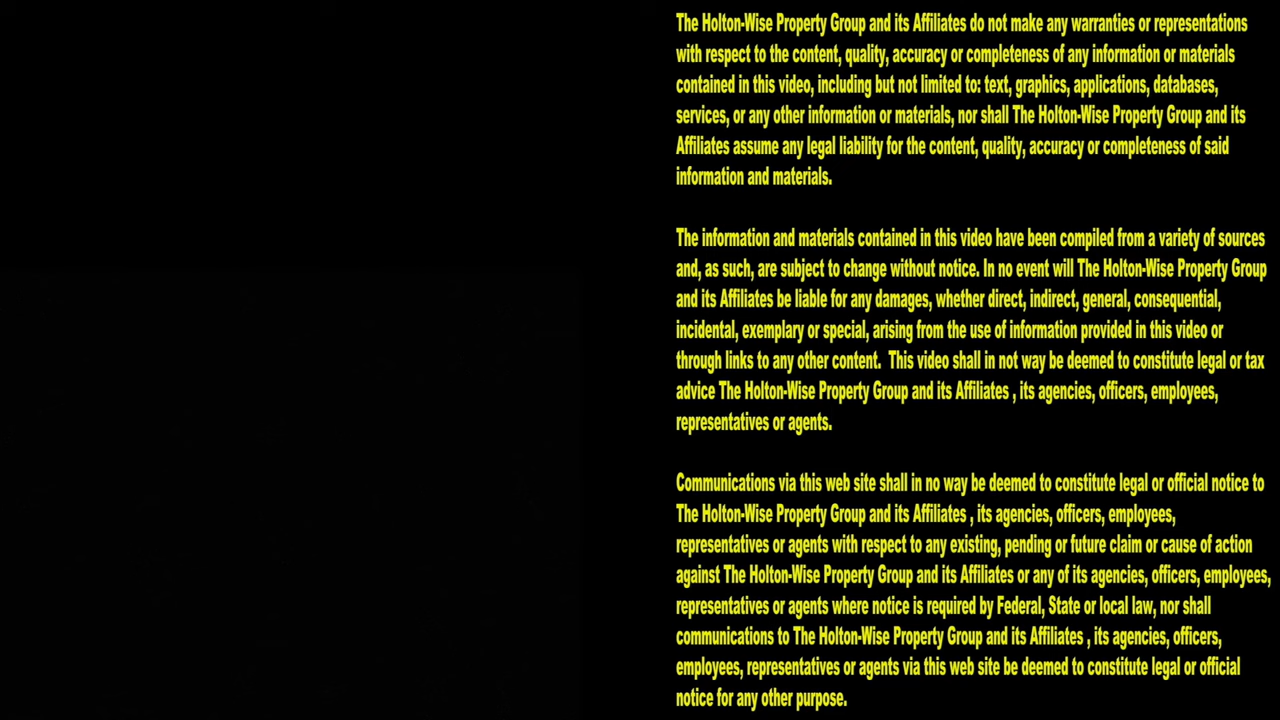 The Holton-Wise Property Group and its Affiliates do not make any warranties or representations
with respect to the content, quality, accuracy or completeness of any information or materials
contained in this video, including but not limited to: text, graphics, applications, databases,
services, or any other information or materials, nor shall The Holton-Wise Property Group and its
Affiliates assume any legal liability for the content, quality, accuracy or completeness of said
information and materials.
The information and materials contained in this video have been compiled from a variety of sources
and, as such, are subject to change without notice. In no event will The Holton-Wise Property Group
and its Affiliates be liable for any damages, whether direct, indirect, general, consequential,
incidental, exemplary or special, arising from the use of information provided in this video or
through links to any other content.  This video shall in not way be deemed to constitute legal or tax
advice The Holton-Wise Property Group and its Affiliates , its agencies, officers, employees,
representatives or agents.
Communications via this web site shall in no way be deemed to constitute legal or official notice to
The Holton-Wise Property Group and its Affiliates , its agencies, officers, employees,
representatives or agents with respect to any existing, pending or future claim or cause of action
against The Holton-Wise Property Group and its Affiliates or any of its agencies, officers, employees,
representatives or agents where notice is required by Federal, State or local law, nor shall
communications to The Holton-Wise Property Group and its Affiliates , its agencies, officers,
employees, representatives or agents via this web site be deemed to constitute legal or official
notice for any other purpose.